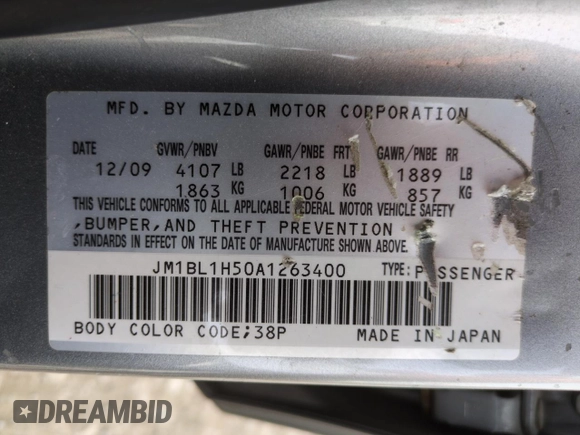 MFD. BY MAZDA MOTOR CORPORATION
DATE GVWR/PNBV GAWR/PNBE FRT GAWR/PNBE RR
12/09 4107 LB 2218 LB 1889 LB
1863 KG 1006 KG 857 KG
THIS VEHICLE CONFORMS TO ALL APPLICABLE FEDERAL MOTOR VEHICLE SAFETY
,BUMPER,AND THEFT PREVENTION
STANDARDS IN EFFECT ON THE DATE OF MANUFACTURE SHOWN ABOVE.
JM1BL1H50A1263400 TYPE:PASSENGER
BODY COLOR CODE;38P MADE IN JAPAN
DREAMBID